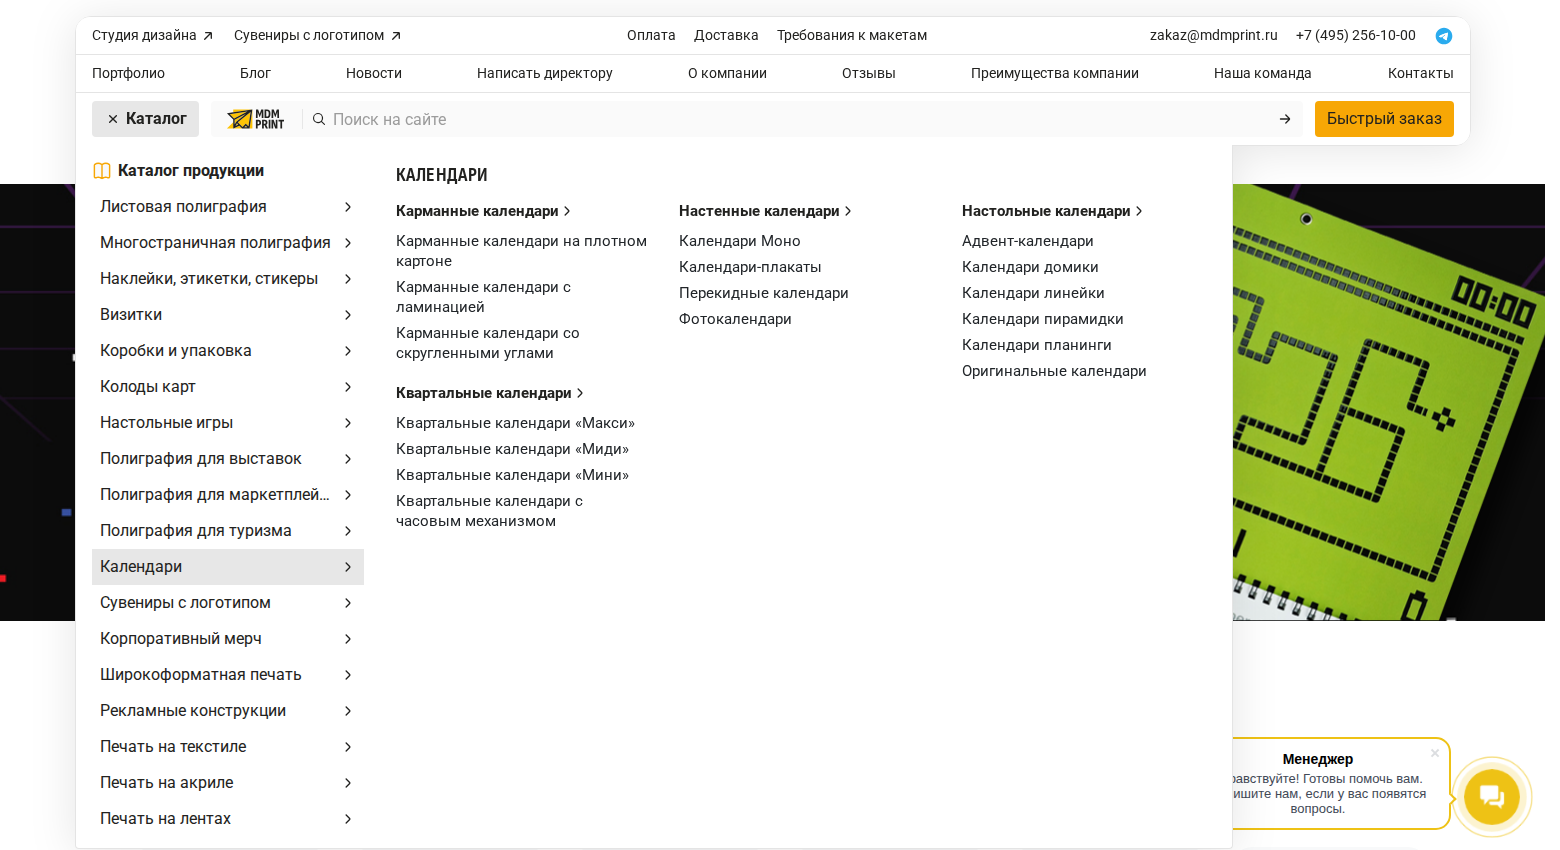 Студия дизайна
Сувениры с логотипом
Оплата
Доставка
Требования к макетам
zakaz@mdmprint.ru
+7 (495) 256-10-00
Портфолио
Блог
Новости
Написать директору
О компании
Отзывы
Преимущества компании
Наша команда
Контакты
Каталог
MDM
PRINT
Поиск на сайте
Быстрый заказ
Каталог продукции
Листовая полиграфия
Многостраничная полиграфия
Наклейки, этикетки, стикеры
Визитки
Коробки и упаковка
Колоды карт
Настольные игры
Полиграфия для выставок
Полиграфия для маркетплей...
Полиграфия для туризма
Календари
Сувениры с логотипом
Корпоративный мерч
Широкоформатная печать
Рекламные конструкции
Печать на текстиле
Печать на акриле
Печать на лентах
КАЛЕНДАРИ
Карманные календари
Карманные календари на плотном
картоне
Карманные календари с
ламинацией
Карманные календари со
скругленными углами
Квартальные календари
Квартальные календари «Макси»
Квартальные календари «Миди»
Квартальные календари «Мини»
Квартальные календари с
часовым механизмом
Настенные календари
Календари Моно
Календари-плакаты
Перекидные календари
Фотокалендари
Настольные календари
Адвент-календари
Календари домики
Календари линейки
Календари пирамидки
Календари планинги
Оригинальные календари
00:00
Менеджер
равствуйте! Готовы помочь вам.
ишите нам, если у вас появятся
вопросы.